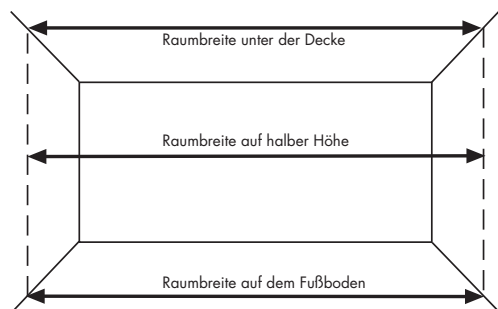 Raumbreite unter der Decke
Raumbreite auf halber Höhe
Raumbreite auf dem Fußboden